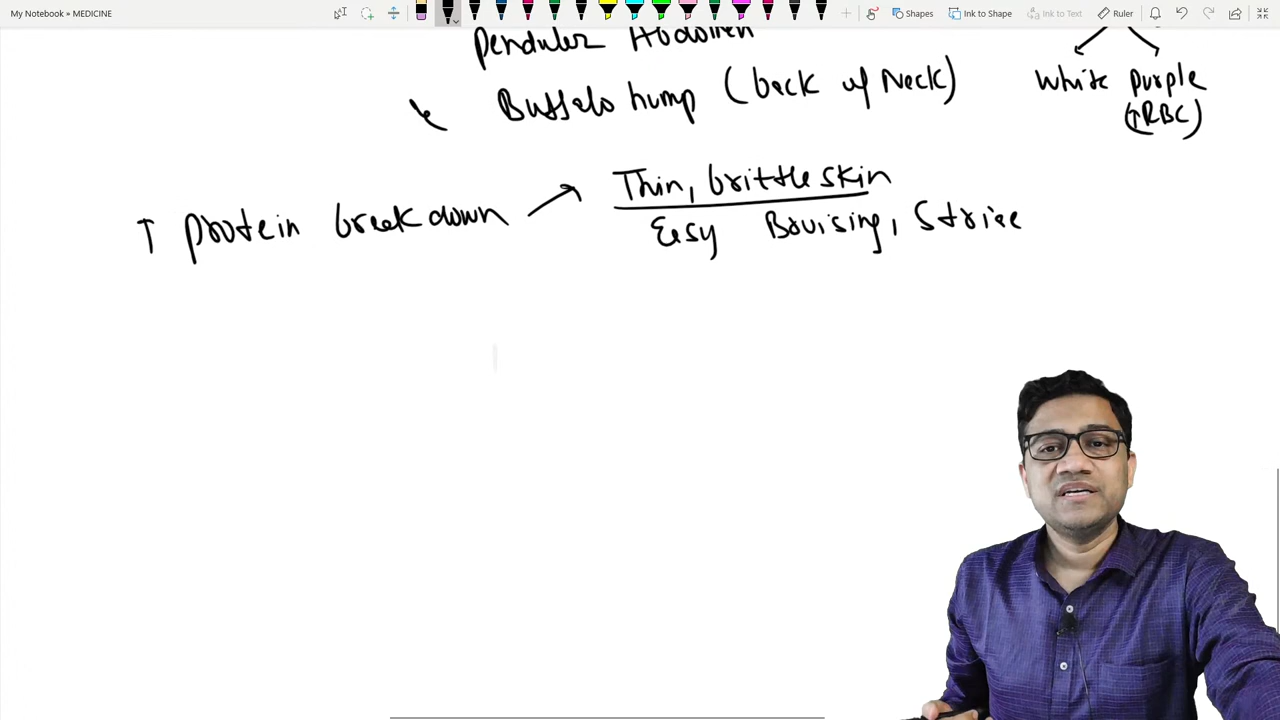 My Notebook » MEDICINE
Shapes
Ink to Shape
Ink to Text
Ruler
Pendular Abdomen
Buffalo hump (back of Neck)
White purple
(↑RBC)
↑ protein breakdown → Thin, brittle skin
Easy Bruising, Striae